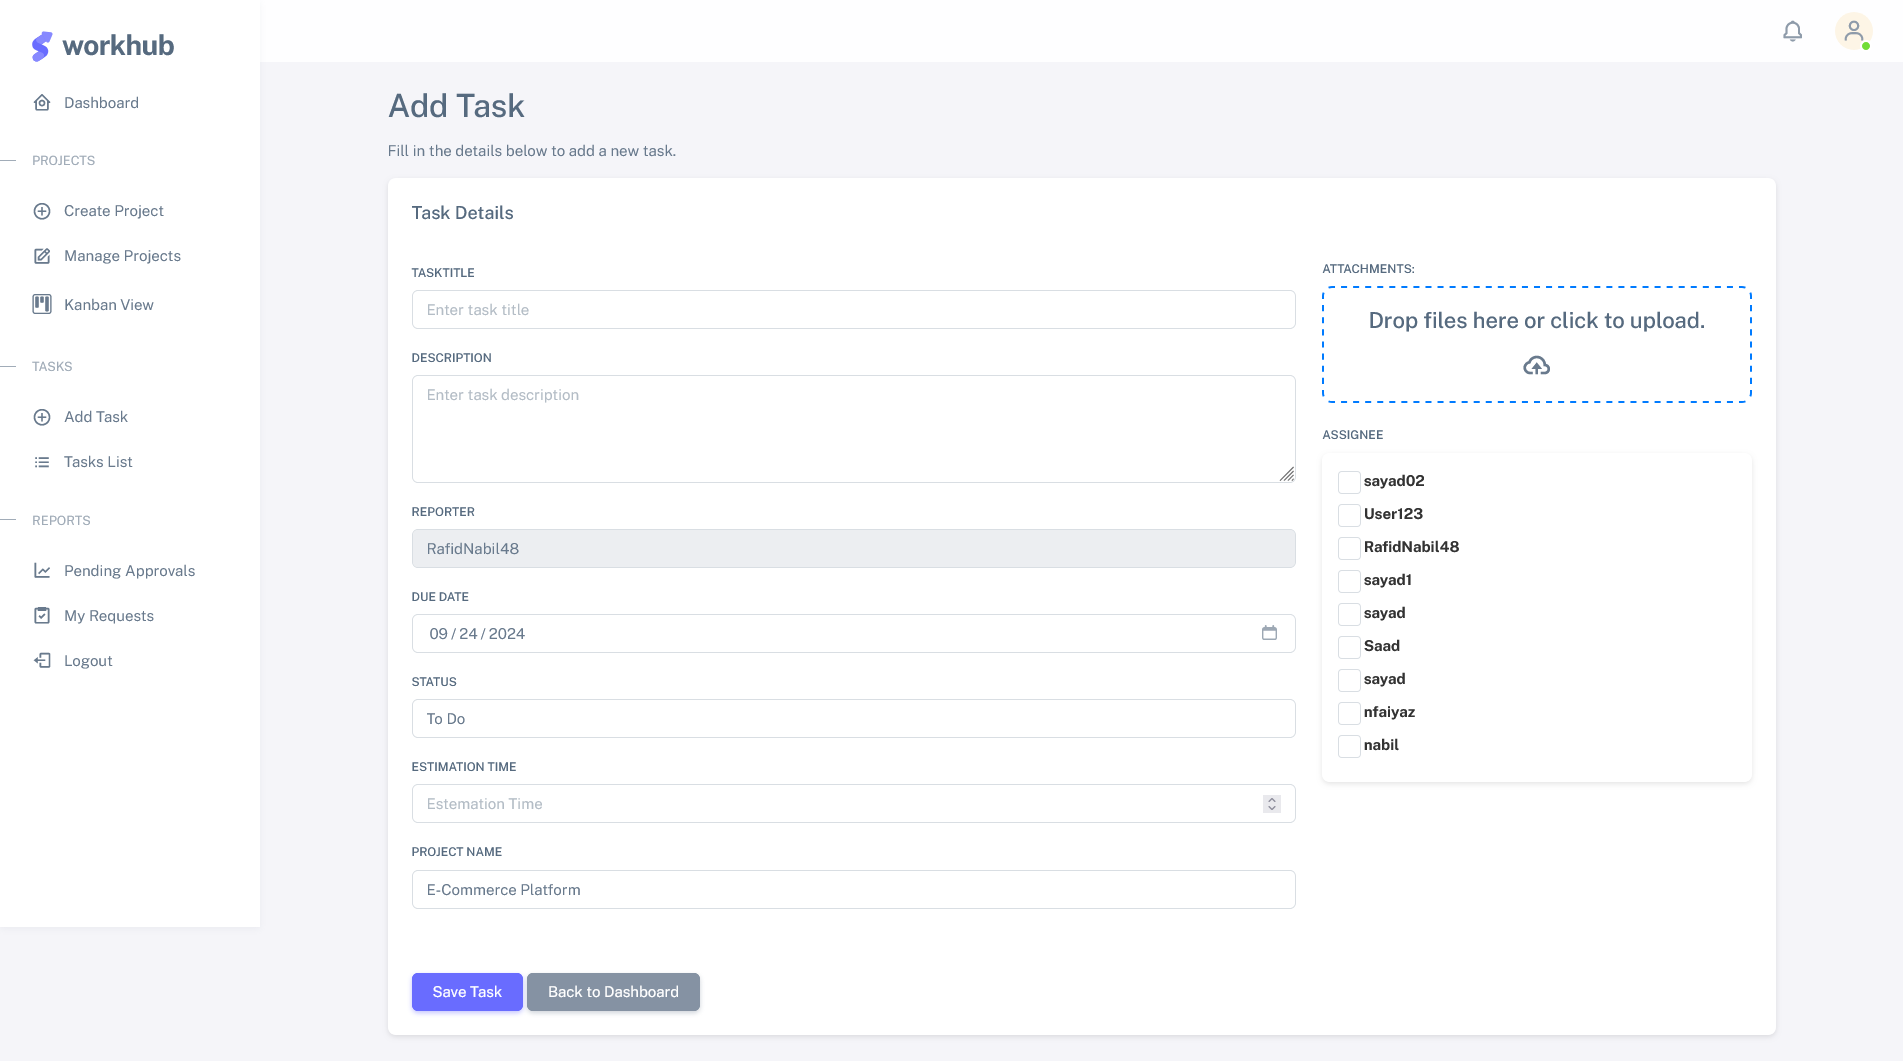 workhub
Dashboard
PROJECTS
Create Project
Manage Projects
Kanban View
TASKS
Add Task
Tasks List
REPORTS
Pending Approvals
My Requests
Logout
Add Task
Fill in the details below to add a new task.
Task Details
TASKTITLE
Enter task title
DESCRIPTION
Enter task description
REPORTER
RafidNabil48
DUE DATE
09 / 24 / 2024
STATUS
To Do
ESTIMATION TIME
Estemation Time
PROJECT NAME
E-Commerce Platform
ATTACHMENTS:
Drop files here or click to upload.
ASSIGNEE
sayad02
User123
RafidNabil48
sayad1
sayad
Saad
sayad
nfaiyaz
nabil
Save Task
Back to Dashboard